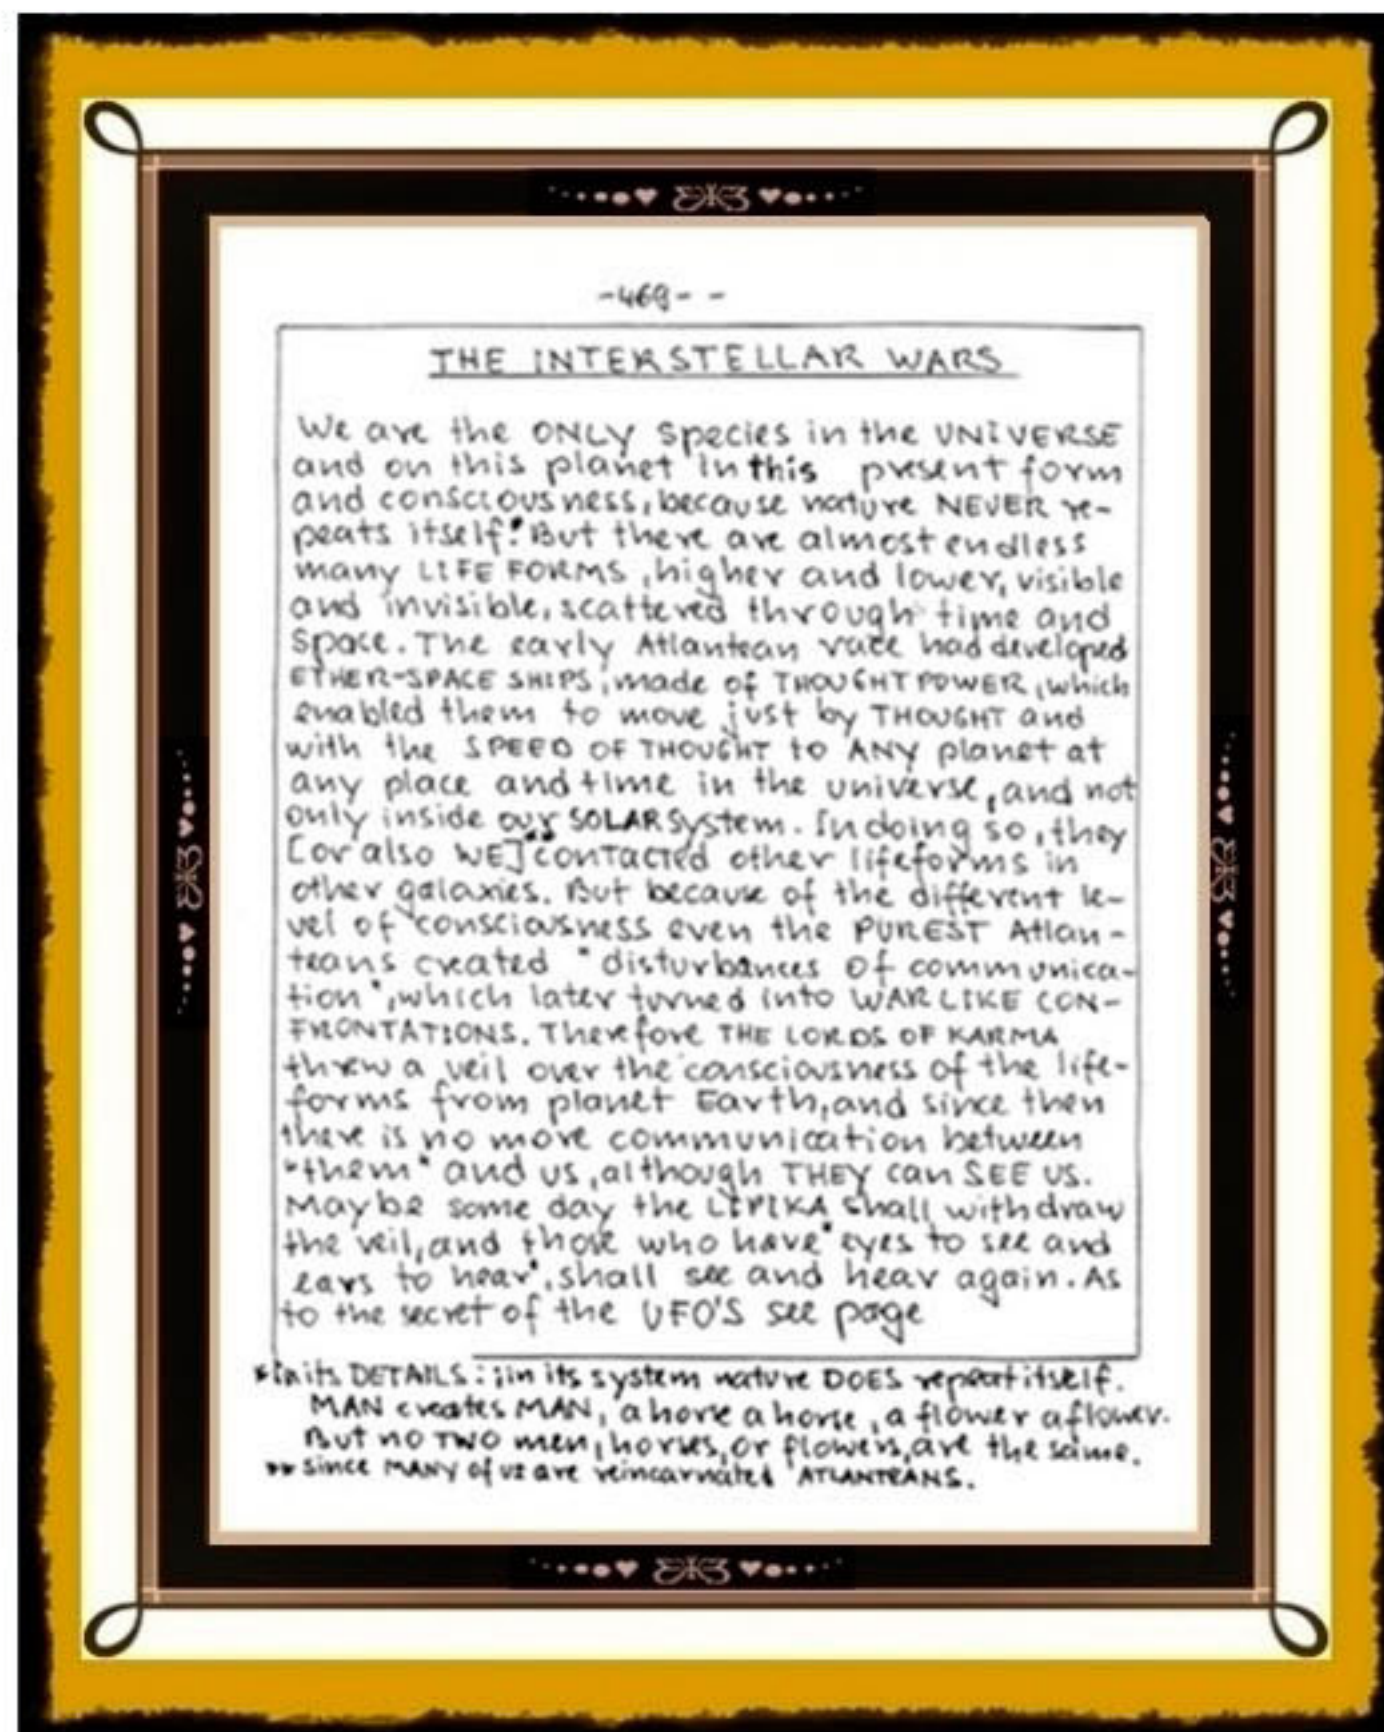 -469- -
THE INTERSTELLAR WARS
We are the ONLY species in the UNIVERSE
and on this planet in this present form
and consciousness, because nature NEVER re-
peats itself.* But there are almost endless
many LIFE FORMS, higher and lower, visible
and invisible, scattered through time and
space. The early Atlantean race had developed
ETHER-SPACE SHIPS, made of THOUGHT POWER, which
enabled them to move just by THOUGHT and
with the SPEED OF THOUGHT to ANY planet at
any place and time in the universe, and not
only inside our SOLAR System. In doing so, they
[or also WE]** CONTACTED other lifeforms in
other galaxies. But because of the different le-
vel of consciousness even the PUREST Atlan-
teans created "disturbances of communica-
tion", which later turned into WARLIKE CON-
FRONTATIONS. Therefore THE LORDS OF KARMA
threw a veil over the consciousness of the life-
forms from planet Earth, and since then
there is no more communication between
"them" and us, although THEY can SEE US.
Maybe some day the LIPIKA shall withdraw
the veil, and those who have "eyes to see and
ears to hear", shall see and hear again. As
to the secret of the UFO'S see page
*In its DETAILS: ;in its system nature DOES repeat itself.
MAN creates MAN, a horse a horse, a flower a flower.
But no TWO men, horses, or flowers, are the same.
** since MANY of us are reincarnated ATLANTEANS.